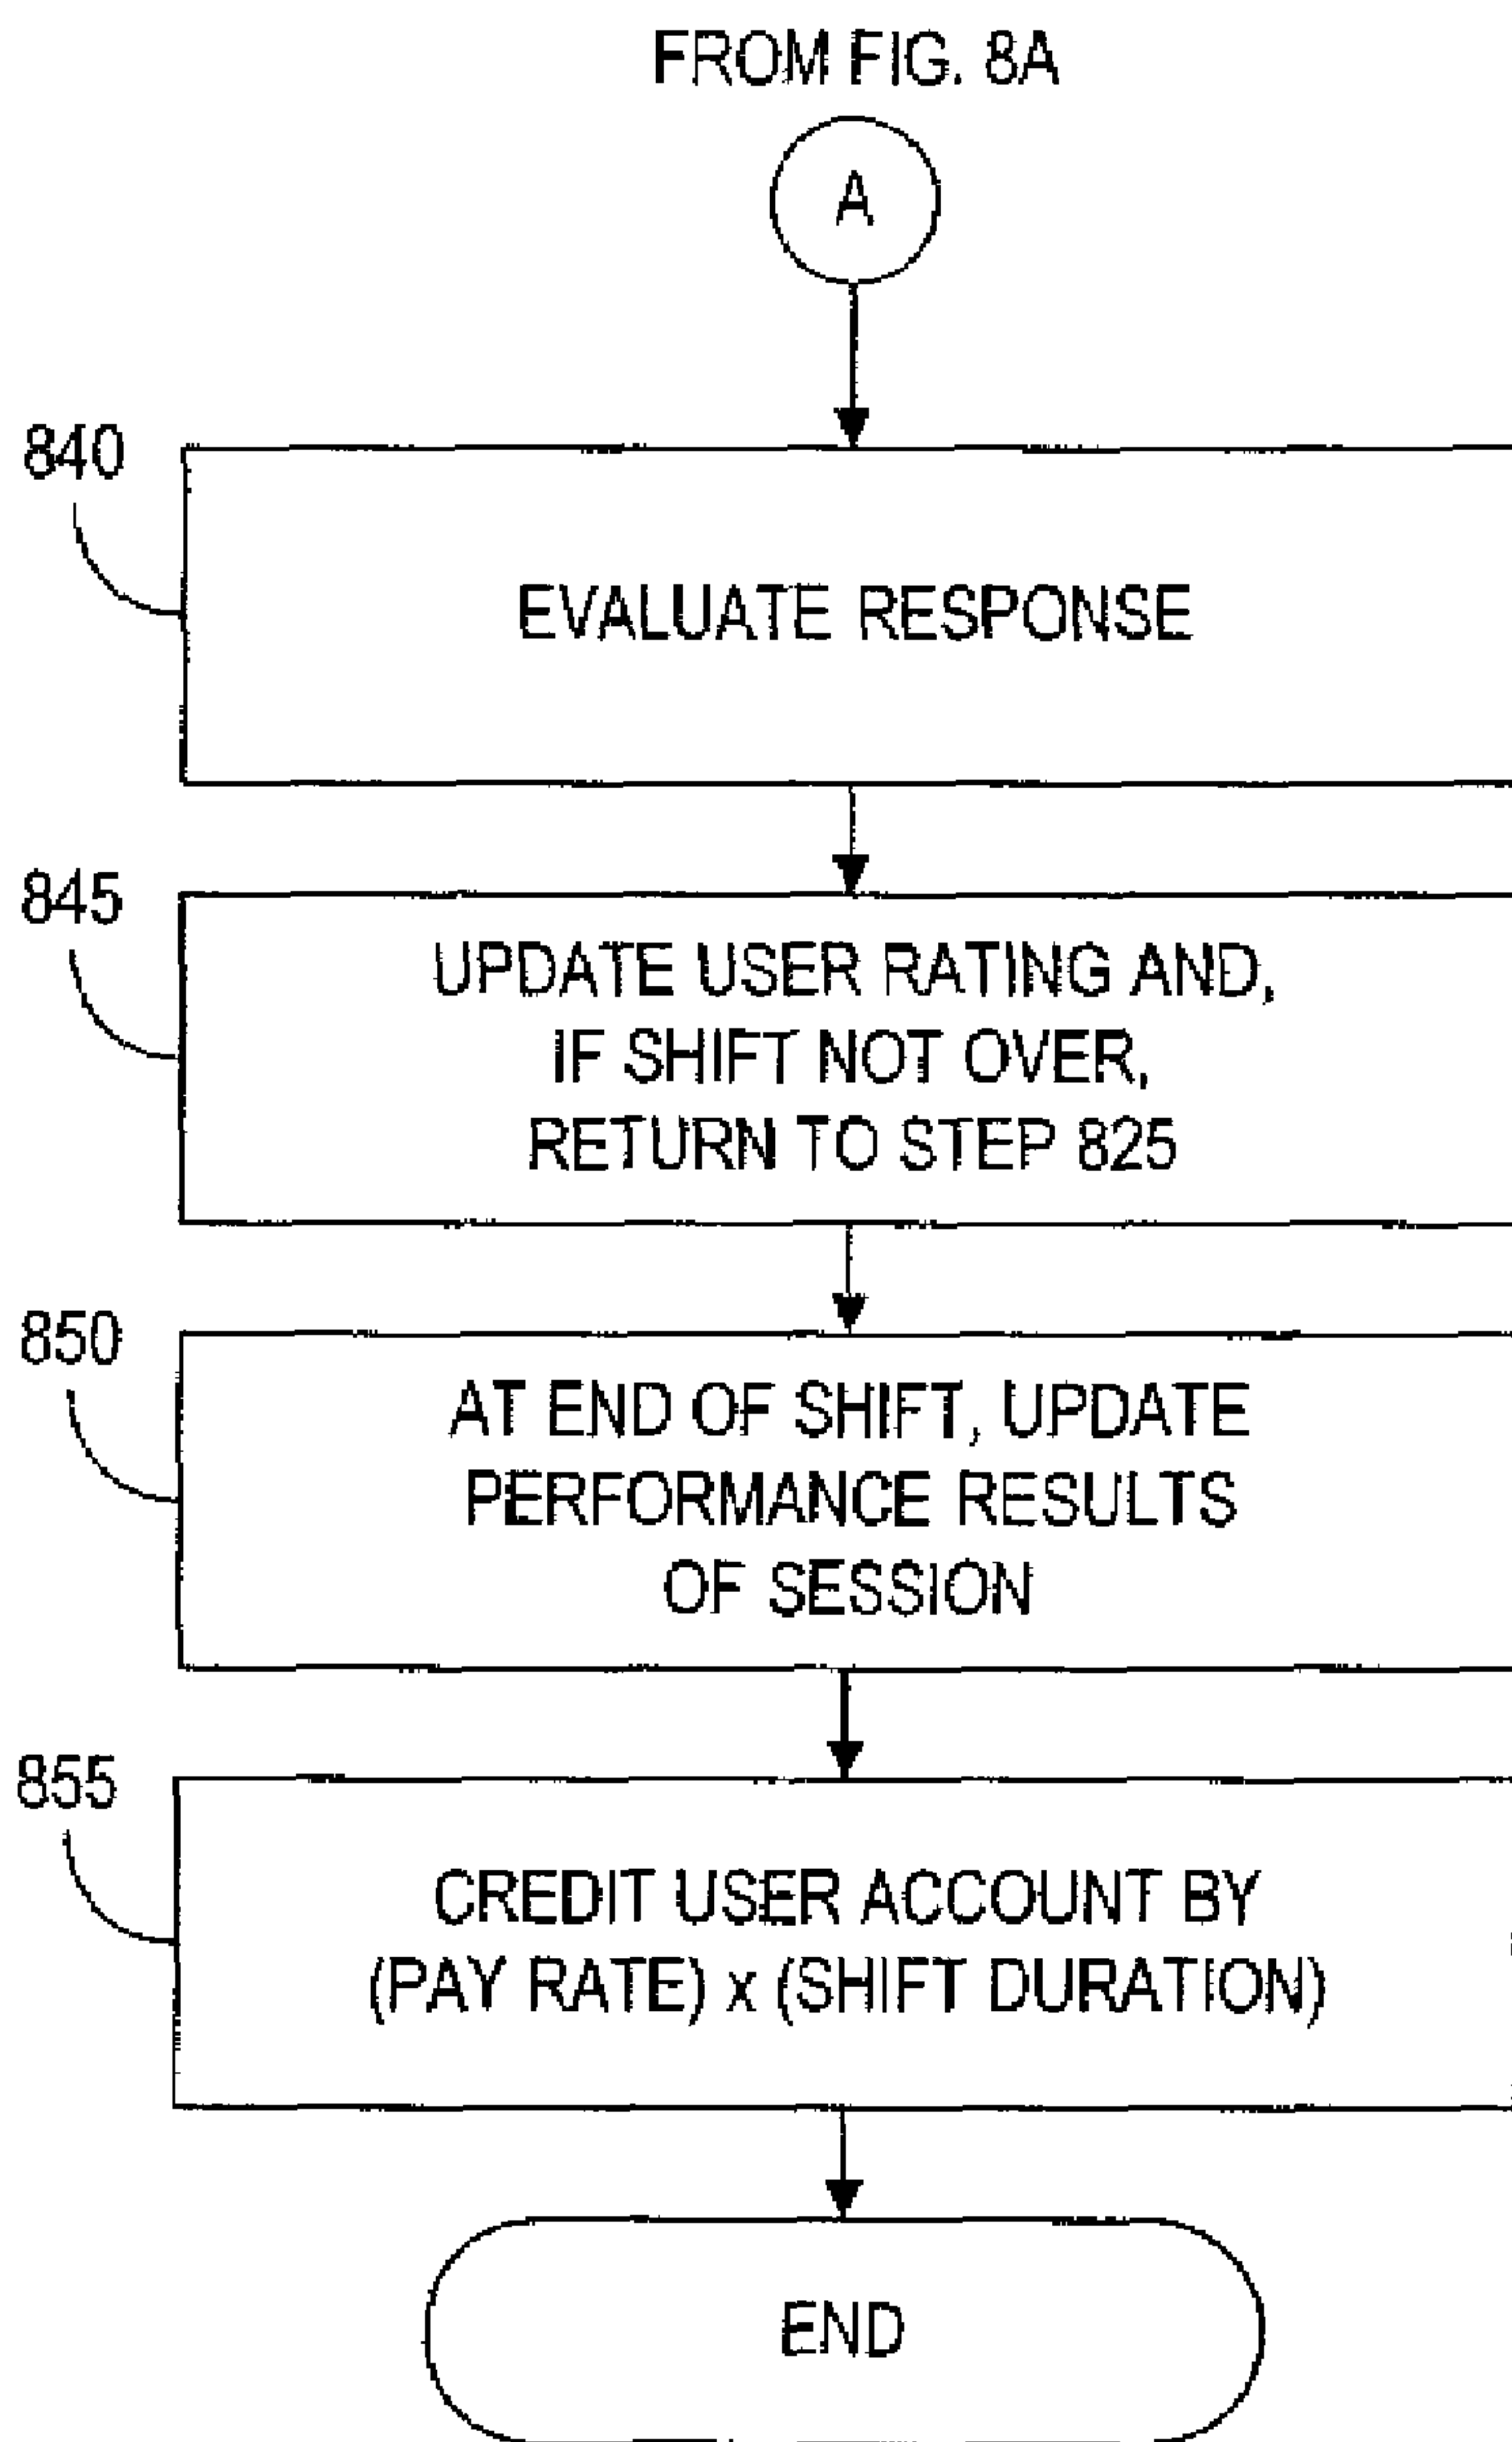 FROM FIG. 8A
A
840
EVALUATE RESPONSE
845
UPDATE USER RATING AND,
IF SHIFT NOT OVER,
RETURN TO STEP 825
850
AT END OF SHIFT, UPDATE
PERFORMANCE RESULTS
OF SESSION
855
CREDIT USER ACCOUNT BY
(PAY RATE) x (SHIFT DURATION)
END